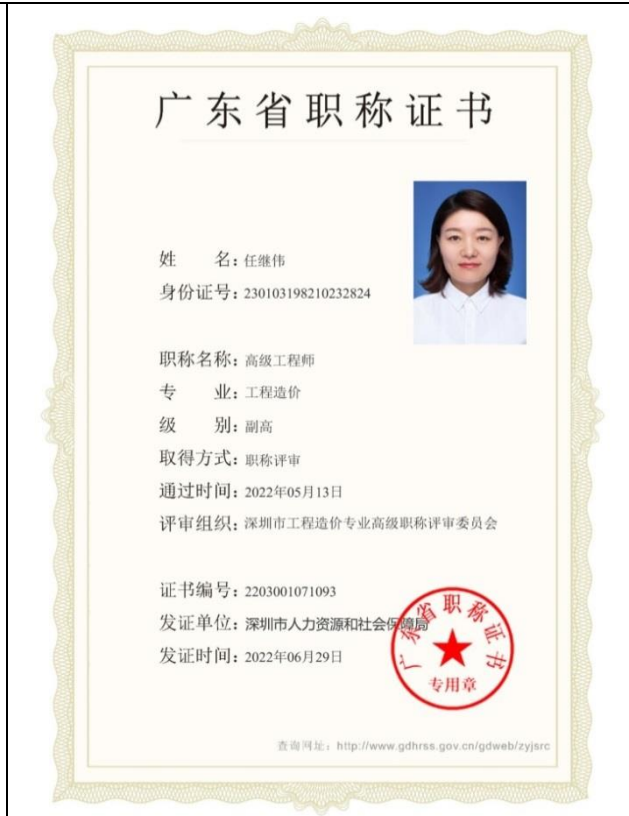 广东省职称证书
姓 名：任继伟
身份证号：230103198210232824
职称名称：高级工程师
专 业：工程造价
级 别：副高
取得方式：职称评审
通过时间：2022年05月13日
评审组织：深圳市工程造价专业高级职称评审委员会
证书编号：2203001071093
发证单位：深圳市人力资源和社会保障局
发证时间：2022年06月29日
广东省职称证书
专用章
查询网址：http://www.gdhrss.gov.cn/gdweb/zyjsrc